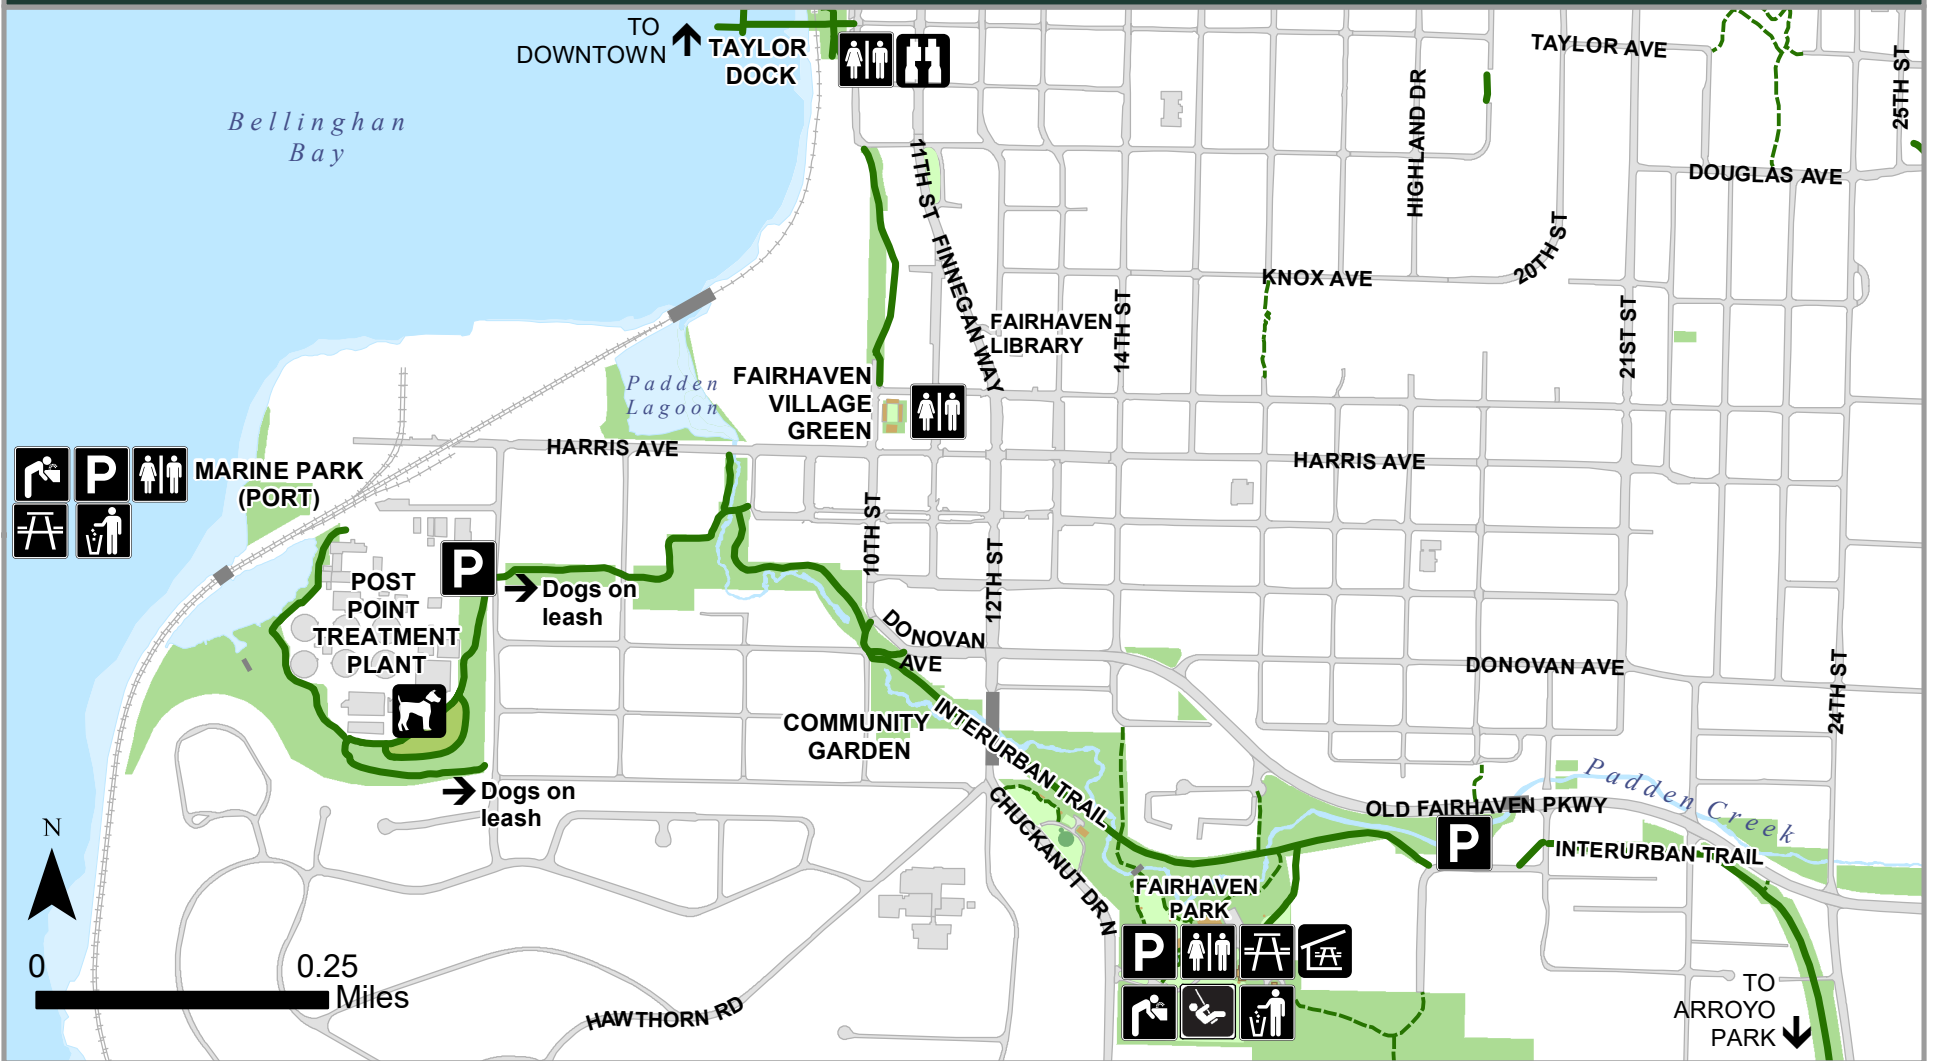 TO
DOWNTOWN
TAYLOR
DOCK
TAYLOR AVE
25TH ST
Bellinghan
Bay
HIGHLAND DR
DOUGLAS AVE
11TH ST
FINNEGAN WAY
20TH ST
KNOX AVE
14TH ST
21ST ST
FAIRHAVEN
LIBRARY
Padden
Lagoon
FAIRHAVEN
VILLAGE
GREEN
HARRIS AVE
HARRIS AVE
P
MARINE PARK
(PORT)
10TH ST
12TH ST
P
POST
POINT
TREATMENT
PLANT
Dogs on
leash
DONOVAN
AVE
DONOVAN AVE
24TH ST
COMMUNITY
GARDEN
INTERURBAN TRAIL
Dogs on
leash
CHUCKANUT DR N
OLD FAIRHAVEN PKWY
Padden Creek
P
INTERURBAN TRAIL
FAIRHAVEN
PARK
P
N
0
0.25
Miles
HAWTHORN RD
TO
ARROYO
PARK